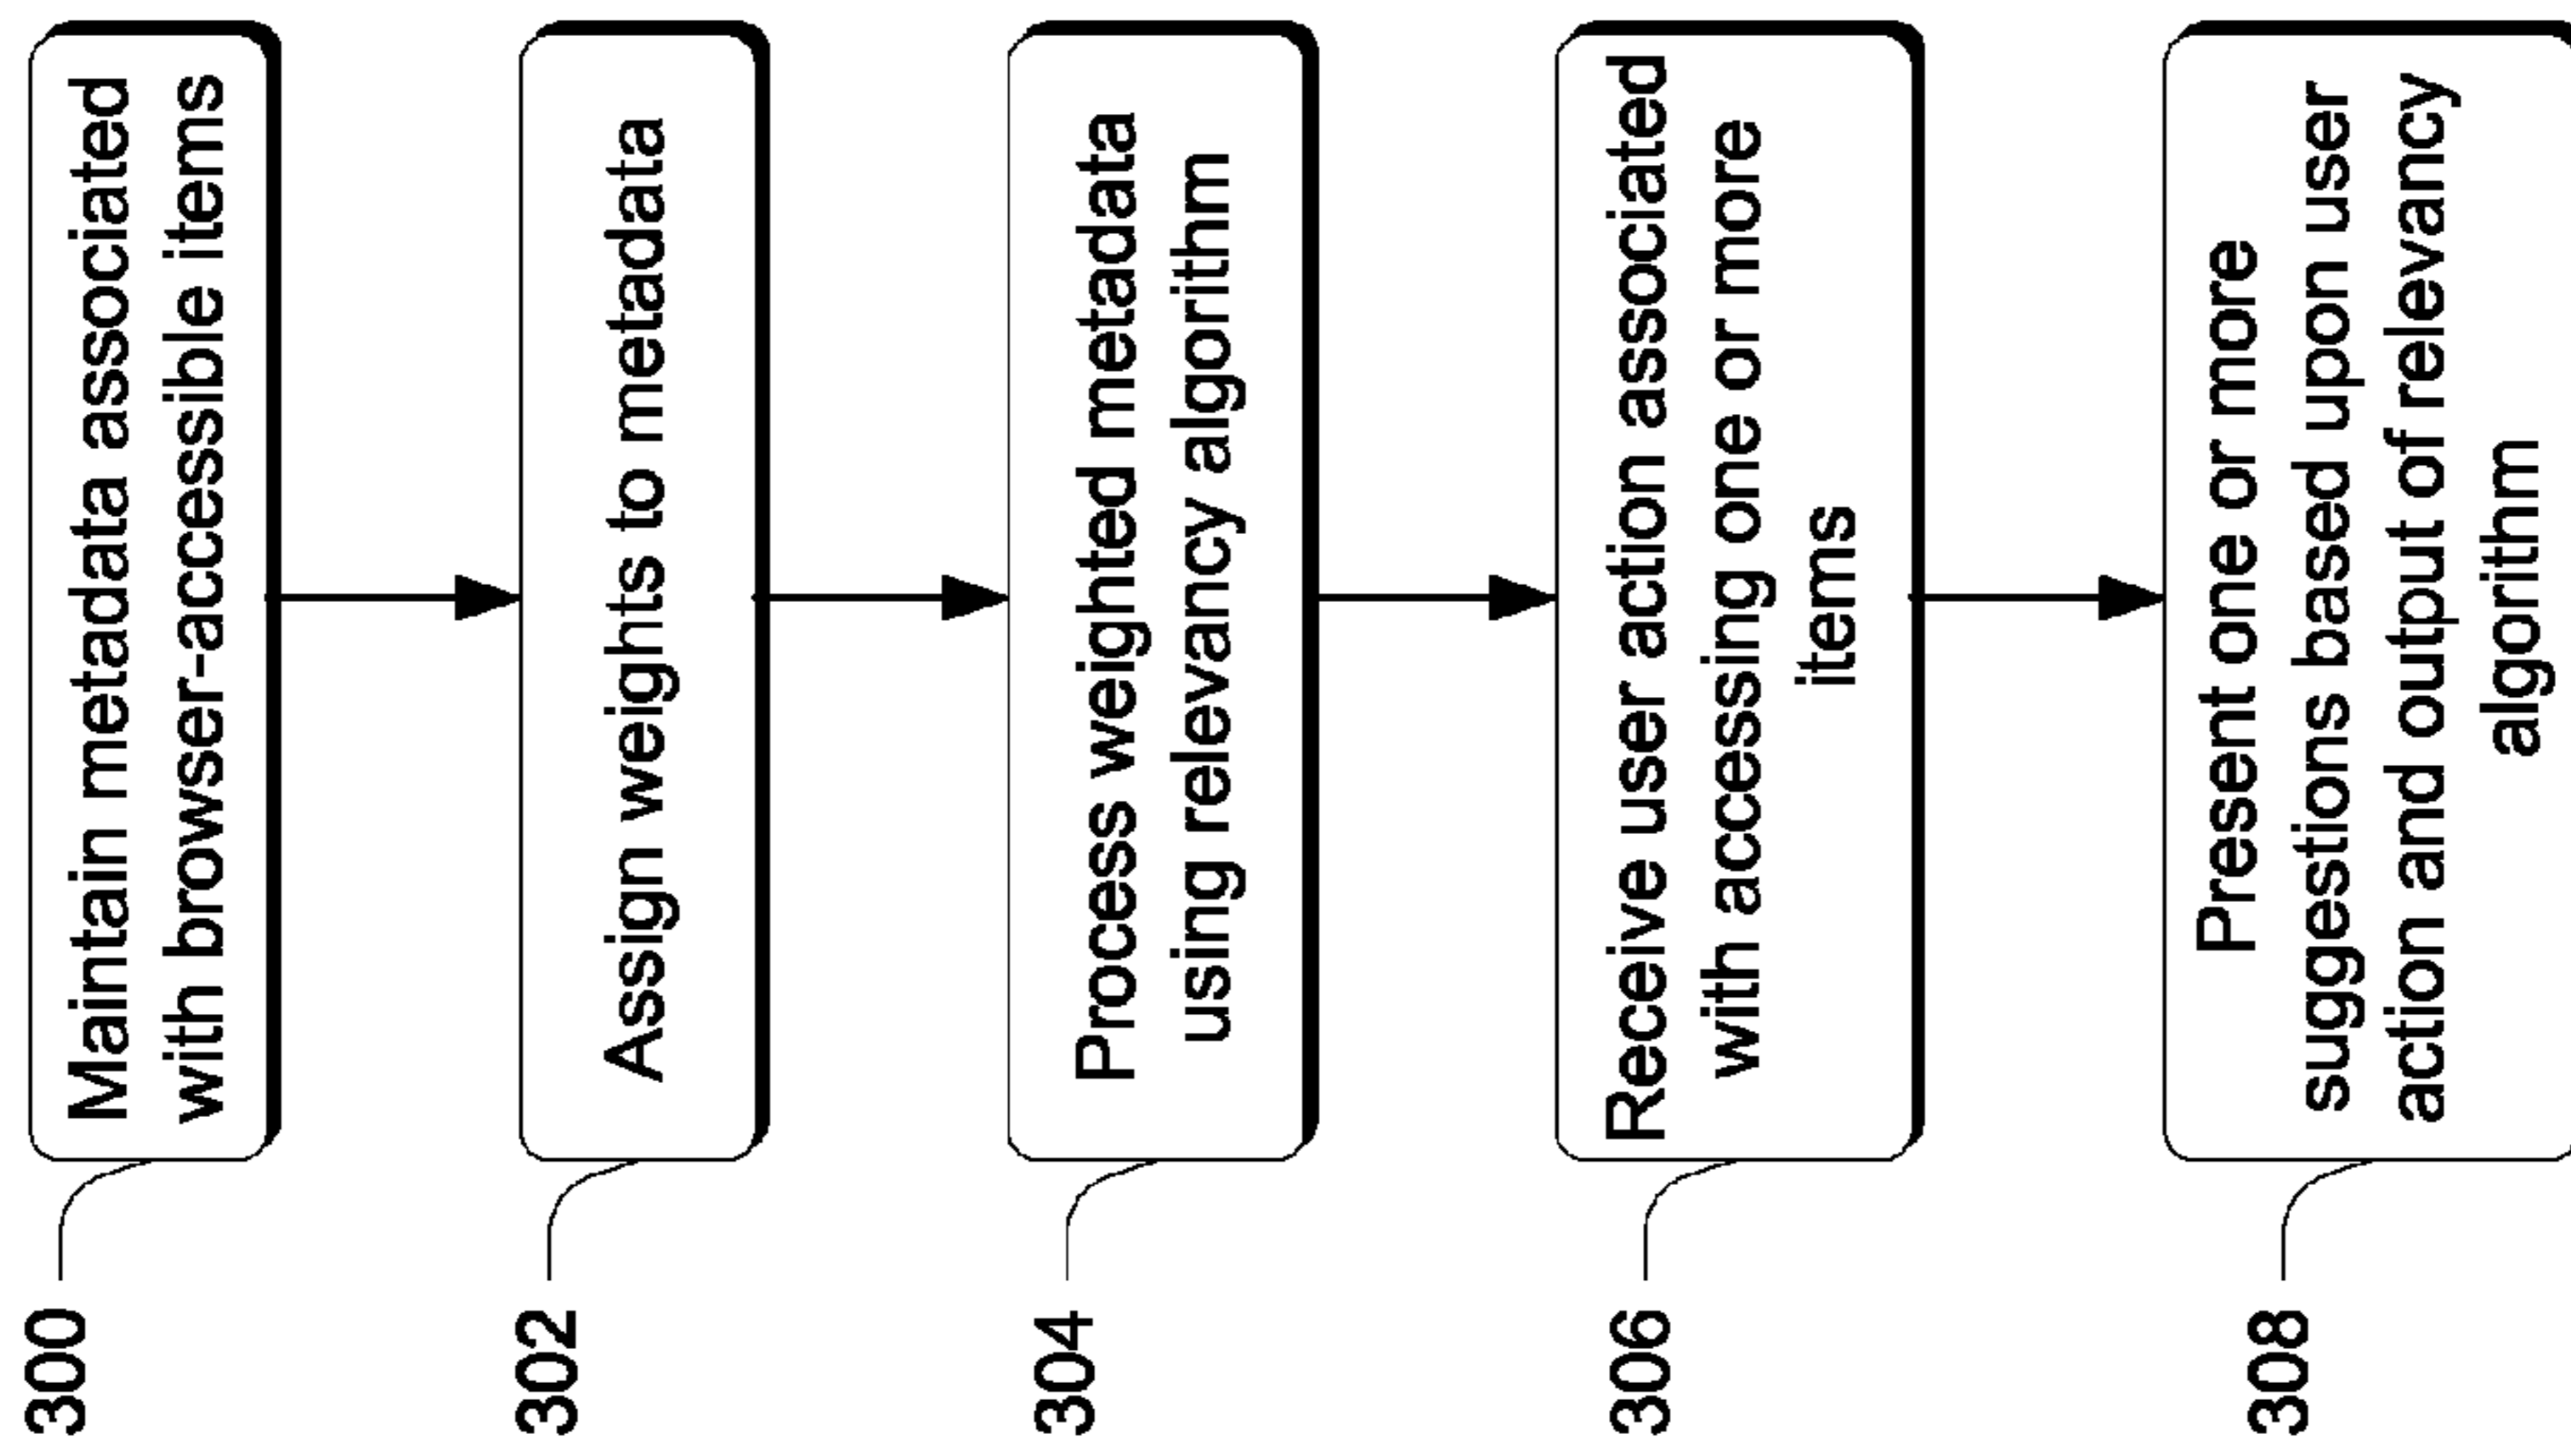 300
Maintain metadata associated
with browser-accessible items
302
Assign weights to metadata
304
Process weighted metadata
using relevancy algorithm
306
Receive user action associated
with accessing one or more
items
308
Present one or more
suggestions based upon user
action and output of relevancy
algorithm